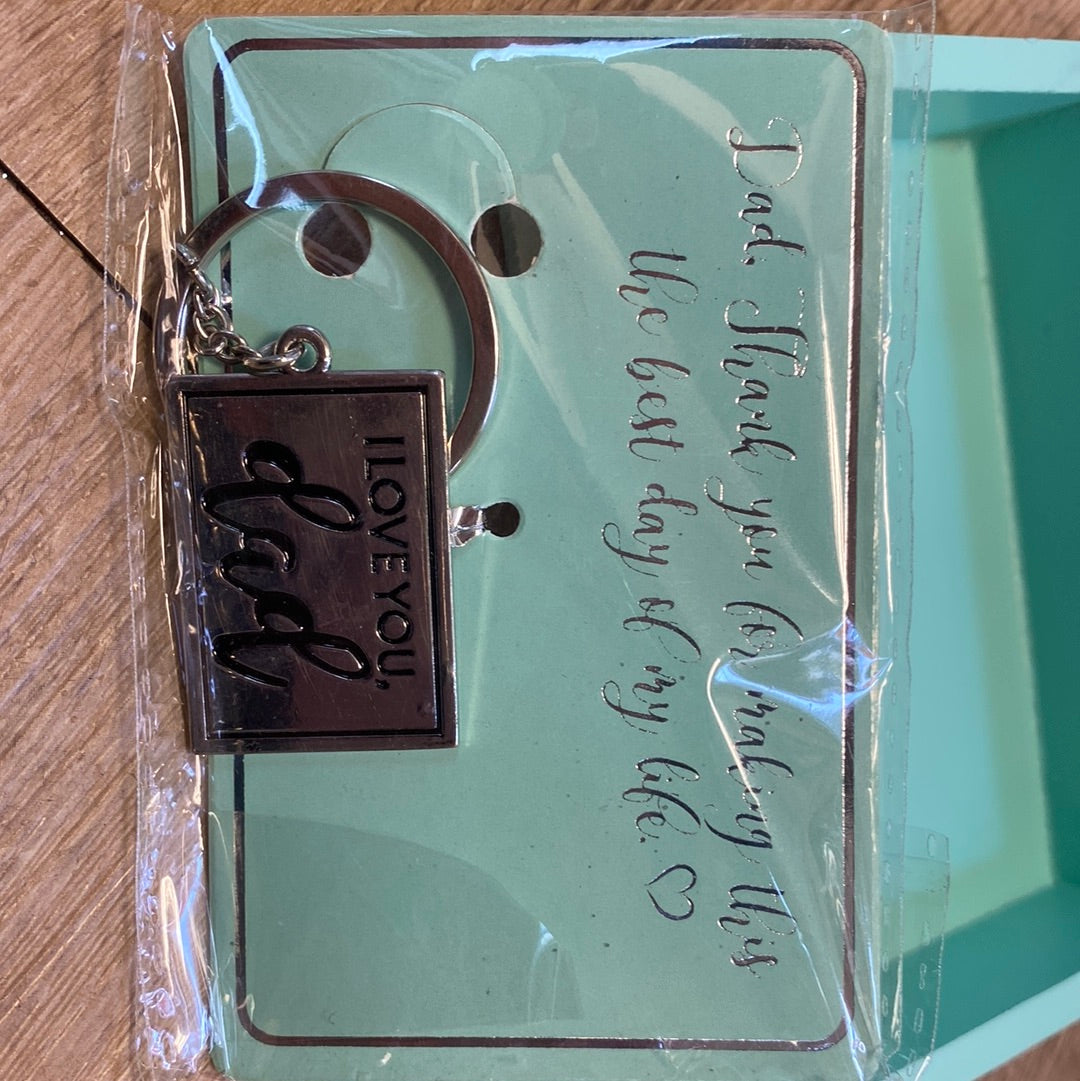 Dad, Thank you for making this
the best day of my life.
I LOVE YOU,
dad